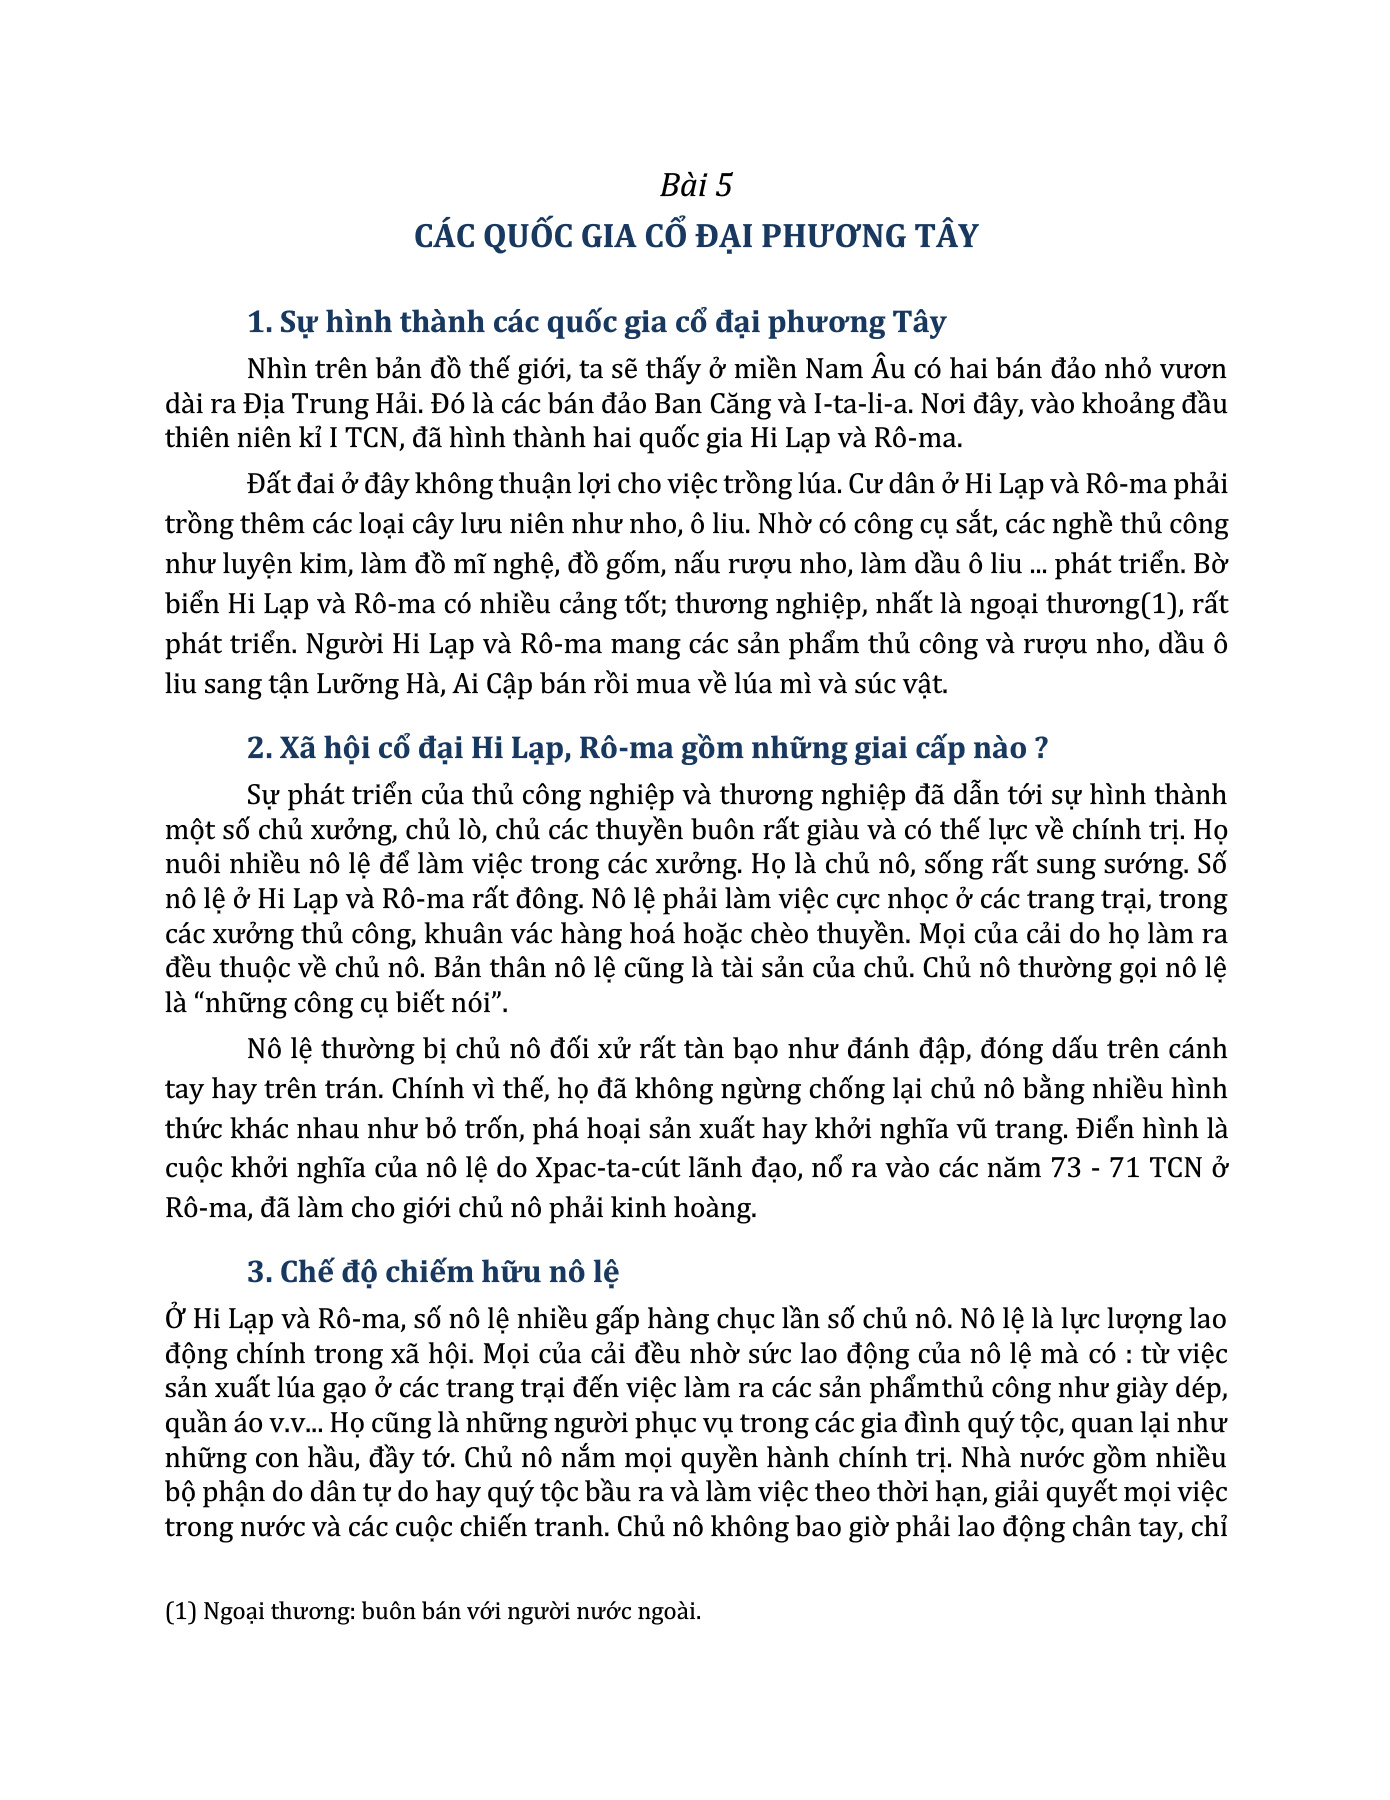 Bài 5
CÁC QUỐC GIA CỔ ĐẠI PHƯƠNG TÂY
1. Sự hình thành các quốc gia cổ đại phương Tây
Nhìn trên bản đồ thế giới, ta sẽ thấy ở miền Nam Âu có hai bán đảo nhỏ vươn
dài ra Địa Trung Hải. Đó là các bán đảo Ban Căng và I-ta-li-a. Nơi đây, vào khoảng đầu
thiên niên kỉ I TCN, đã hình thành hai quốc gia Hi Lạp và Rô-ma.
Đất đai ở đây không thuận lợi cho việc trồng lúa. Cư dân ở Hi Lạp và Rô-ma phải
trồng thêm các loại cây lưu niên như nho, ô liu. Nhờ có công cụ sắt, các nghề thủ công
như luyện kim, làm đồ mĩ nghệ, đồ gốm, nấu rượu nho, làm dầu ô liu ... phát triển. Bờ
biển Hi Lạp và Rô-ma có nhiều cảng tốt; thương nghiệp, nhất là ngoại thương(1), rất
phát triển. Người Hi Lạp và Rô-ma mang các sản phẩm thủ công và rượu nho, dầu ô
liu sang tận Lưỡng Hà, Ai Cập bán rồi mua về lúa mì và súc vật.
2. Xã hội cổ đại Hi Lạp, Rô-ma gồm những giai cấp nào ?
Sự phát triển của thủ công nghiệp và thương nghiệp đã dẫn tới sự hình thành
một số chủ xưởng, chủ lò, chủ các thuyền buôn rất giàu và có thế lực về chính trị. Họ
nuôi nhiều nô lệ để làm việc trong các xưởng. Họ là chủ nô, sống rất sung sướng. Số
nô lệ ở Hi Lạp và Rô-ma rất đông. Nô lệ phải làm việc cực nhọc ở các trang trại, trong
các xưởng thủ công, khuân vác hàng hoá hoặc chèo thuyền. Mọi của cải do họ làm ra
đều thuộc về chủ nô. Bản thân nô lệ cũng là tài sản của chủ. Chủ nô thường gọi nô lệ
là “những công cụ biết nói”.
Nô lệ thường bị chủ nô đối xử rất tàn bạo như đánh đập, đóng dấu trên cánh
tay hay trên trán. Chính vì thế, họ đã không ngừng chống lại chủ nô bằng nhiều hình
thức khác nhau như bỏ trốn, phá hoại sản xuất hay khởi nghĩa vũ trang. Điển hình là
cuộc khởi nghĩa của nô lệ do Xpac-ta-cút lãnh đạo, nổ ra vào các năm 73 - 71 TCN ở
Rô-ma, đã làm cho giới chủ nô phải kinh hoàng.
3. Chế độ chiếm hữu nô lệ
Ở Hi Lạp và Rô-ma, số nô lệ nhiều gấp hàng chục lần số chủ nô. Nô lệ là lực lượng lao
động chính trong xã hội. Mọi của cải đều nhờ sức lao động của nô lệ mà có : từ việc
sản xuất lúa gạo ở các trang trại đến việc làm ra các sản phẩmthủ công như giày dép,
quần áo v.v... Họ cũng là những người phục vụ trong các gia đình quý tộc, quan lại như
những con hầu, đầy tớ. Chủ nô nắm mọi quyền hành chính trị. Nhà nước gồm nhiều
bộ phận do dân tự do hay quý tộc bầu ra và làm việc theo thời hạn, giải quyết mọi việc
trong nước và các cuộc chiến tranh. Chủ nô không bao giờ phải lao động chân tay, chỉ
(1) Ngoại thương: buôn bán với người nước ngoài.